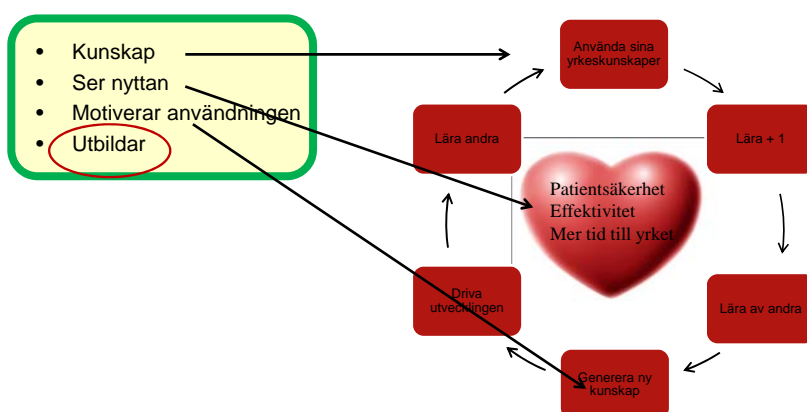 • Kunskap
• Ser nyttan
• Motiverar användningen
• Utbildar
Använda sina
yrkeskunskaper
Lära + 1
Lära av andra
Generera ny
kunskap
Driva
utvecklingen
Lära andra
Patientsäkerhet
Effektivitet
Mer tid till yrket